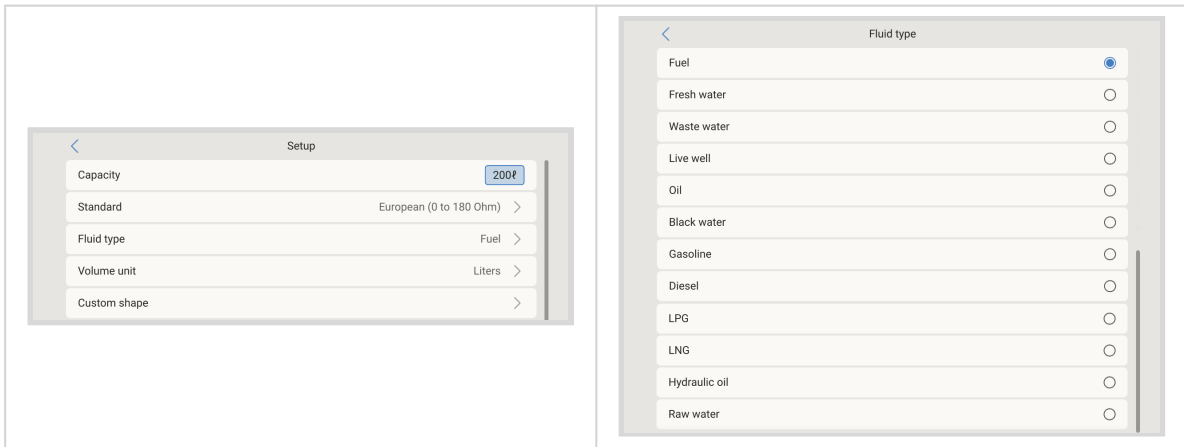 Setup
Capacity 200ℓ
Standard European (0 to 180 Ohm)
Fluid type Fuel
Volume unit Liters
Custom shape
Fluid type
Fuel
Fresh water
Waste water
Live well
Oil
Black water
Gasoline
Diesel
LPG
LNG
Hydraulic oil
Raw water